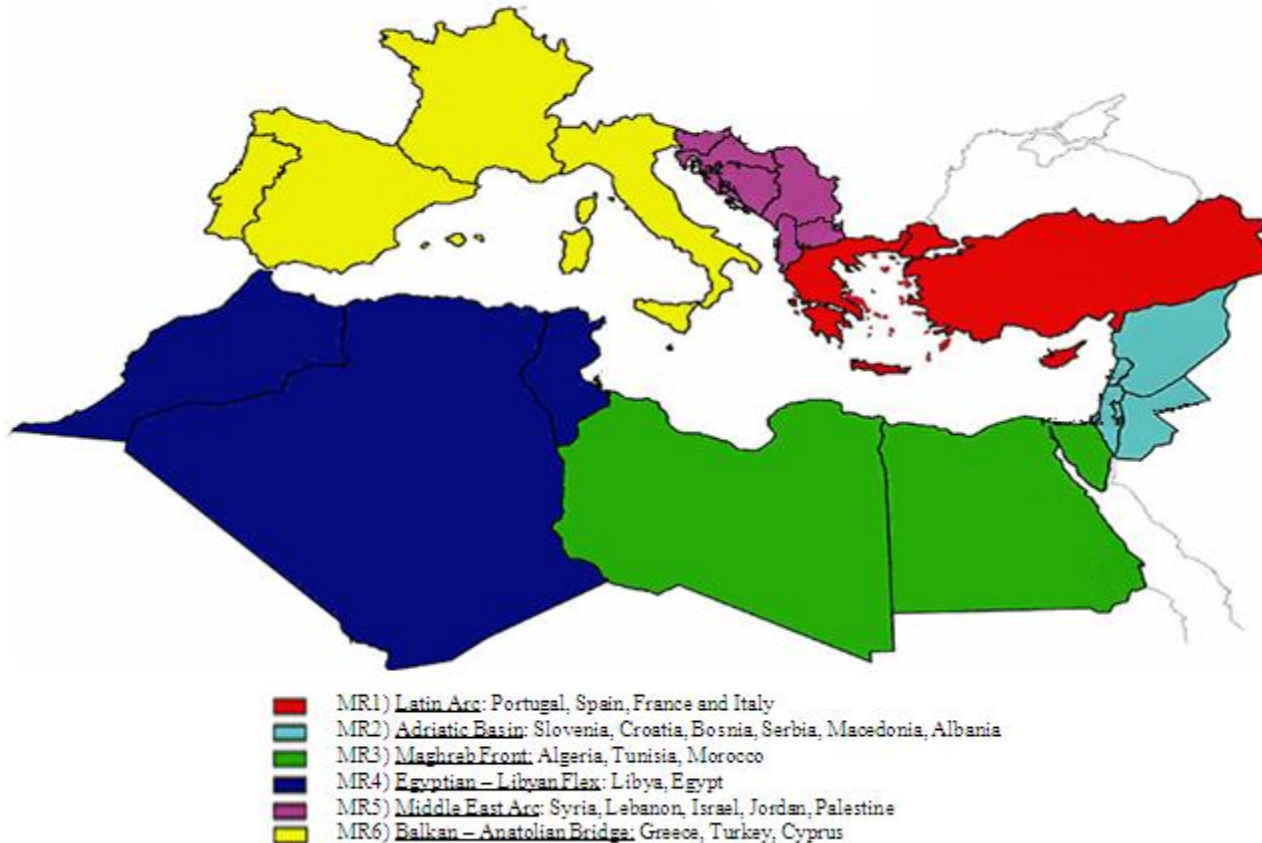 MR1) Latin Arc: Portugal, Spain, France and Italy
MR2) Adriatic Basin: Slovenia, Croatia, Bosnia, Serbia, Macedonia, Albania
MR3) Maghreb Front: Algeria, Tunisia, Morocco
MR4) Egyptian – Libyan Flex: Libya, Egypt
MR5) Middle East Arc: Syria, Lebanon, Israel, Jordan, Palestine
MR6) Balkan – Anatolian Bridge: Greece, Turkey, Cyprus